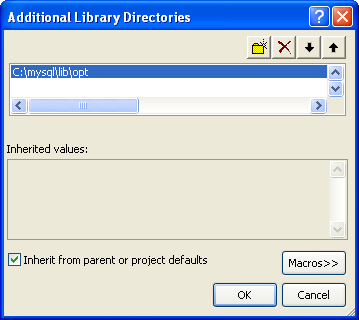 Additional Library Directories
C:\mysql\lib\opt
Inherited values:
Inherit from parent or project defaults
Macros>>
OK
Cancel